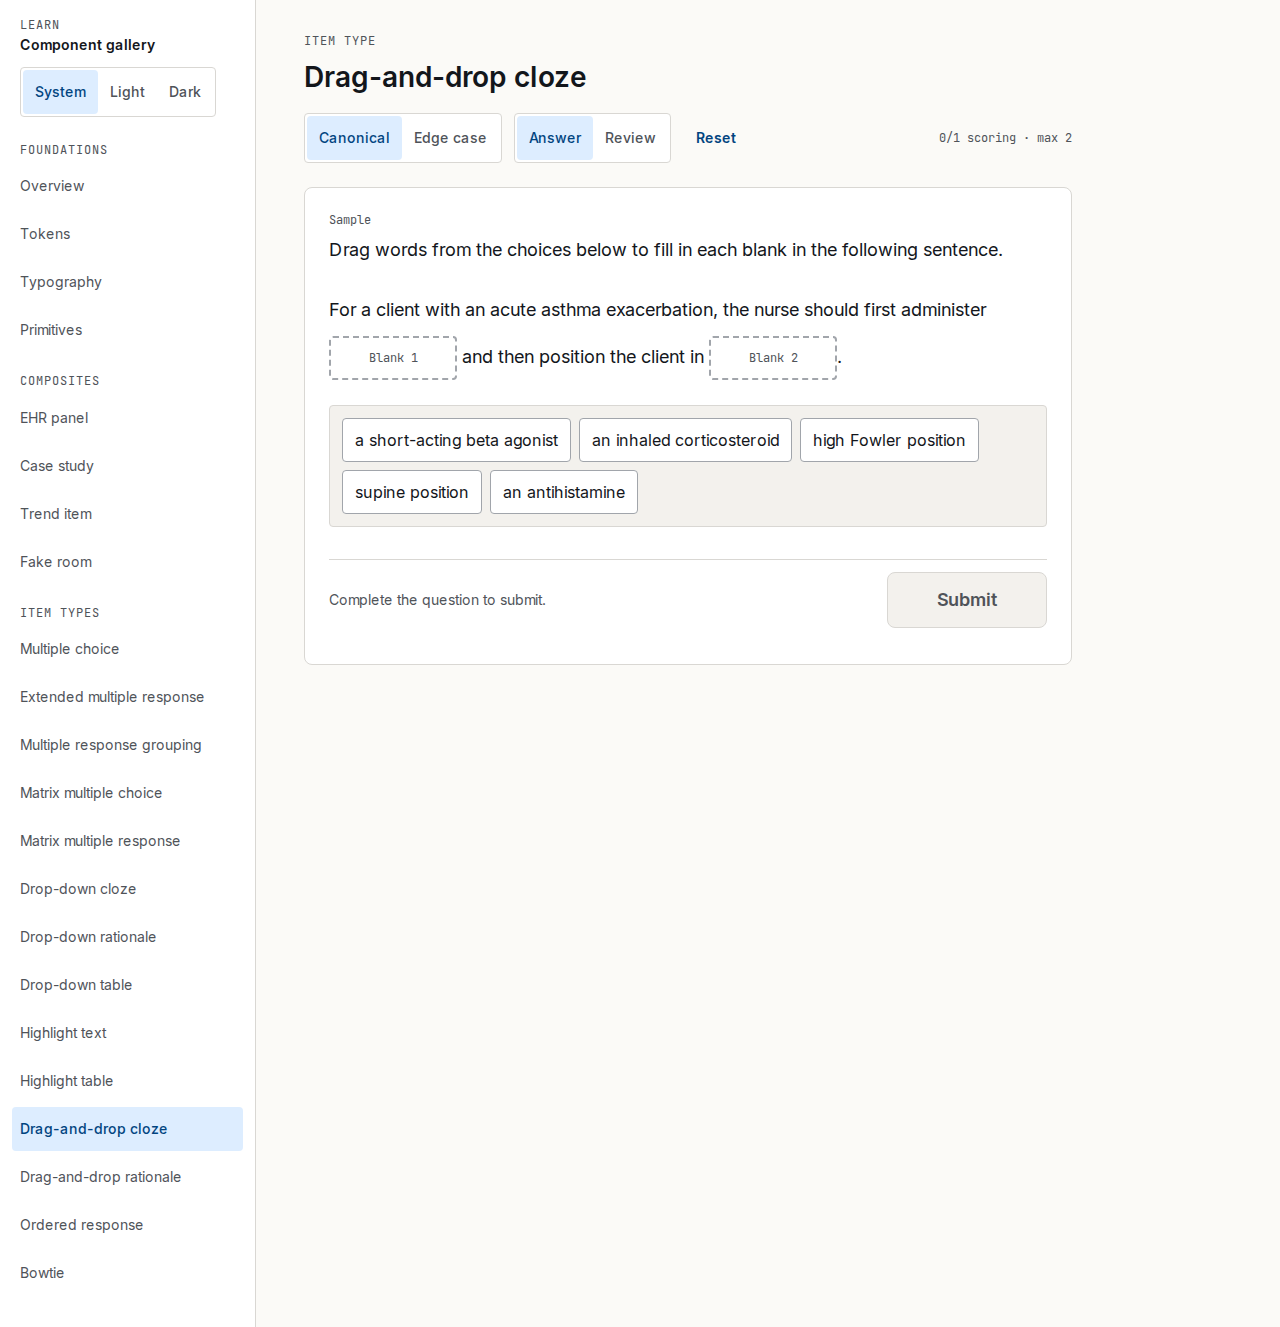 LEARN
Component gallery
System Light Dark
FOUNDATIONS
Overview
Tokens
Typography
Primitives
COMPOSITES
EHR panel
Case study
Trend item
Fake room
ITEM TYPES
Multiple choice
Extended multiple response
Multiple response grouping
Matrix multiple choice
Matrix multiple response
Drop-down cloze
Drop-down rationale
Drop-down table
Highlight text
Highlight table
Drag-and-drop cloze
Drag-and-drop rationale
Ordered response
Bowtie
ITEM TYPE
Drag-and-drop cloze
Canonical Edge case Answer Review Reset 0/1 scoring · max 2
Sample
Drag words from the choices below to fill in each blank in the following sentence.
For a client with an acute asthma exacerbation, the nurse should first administer
Blank 1 and then position the client in Blank 2.
a short-acting beta agonist an inhaled corticosteroid high Fowler position
supine position an antihistamine
Complete the question to submit. Submit